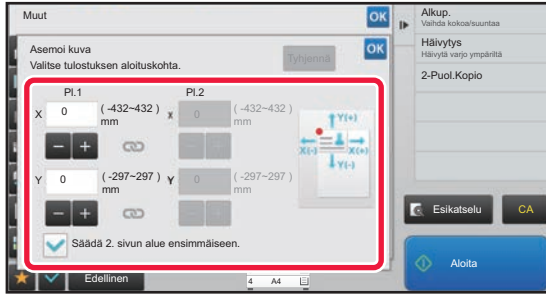 Muut
OK
Asemoi kuva
Valitse tulostuksen aloituskohta.
Tyhjennä
OK
Pl.1
Pl.2
X 0 ( -432~432 ) mm
x 0 ( -432~432 ) mm
Y 0 ( -297~297 ) mm
Y 0 ( -297~297 ) mm
Y(+)
X(-) X(+)
Y(-)
Säädä 2. sivun alue ensimmäiseen.
Edellinen
4 A4
Alkup.
Vaihda kokoa/suuntaa
Häivytys
Häivytä varjo ympäriltä
2-Puol.Kopio
Esikatselu
CA
Aloita